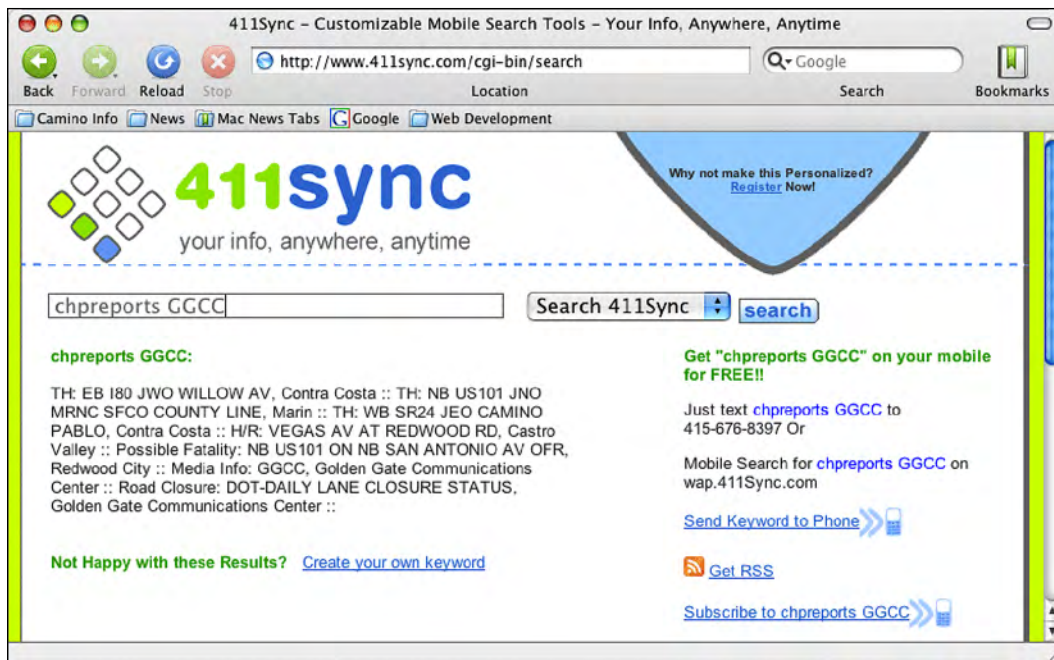 411Sync – Customizable Mobile Search Tools – Your Info, Anywhere, Anytime
http://www.411sync.com/cgi-bin/search
Google
Back Forward Reload Stop Location Search Bookmarks
Camino Info News Mac News Tabs Google Web Development
411sync
your info, anywhere, anytime
Why not make this Personalized?
Register Now!
chpreports GGCC
Search 411Sync
search
chpreports GGCC:
TH: EB I80 JWO WILLOW AV, Contra Costa :: TH: NB US101 JNO
MRNC SFCO COUNTY LINE, Marin :: TH: WB SR24 JEO CAMINO
PABLO, Contra Costa :: H/R: VEGAS AV AT REDWOOD RD, Castro
Valley :: Possible Fatality: NB US101 ON NB SAN ANTONIO AV OFR,
Redwood City :: Media Info: GGCC, Golden Gate Communications
Center :: Road Closure: DOT-DAILY LANE CLOSURE STATUS,
Golden Gate Communications Center ::
Not Happy with these Results? Create your own keyword
Get "chpreports GGCC" on your mobile
for FREE!!
Just text chpreports GGCC to
415-676-8397 Or
Mobile Search for chpreports GGCC on
wap.411Sync.com
Send Keyword to Phone
Get RSS
Subscribe to chpreports GGCC